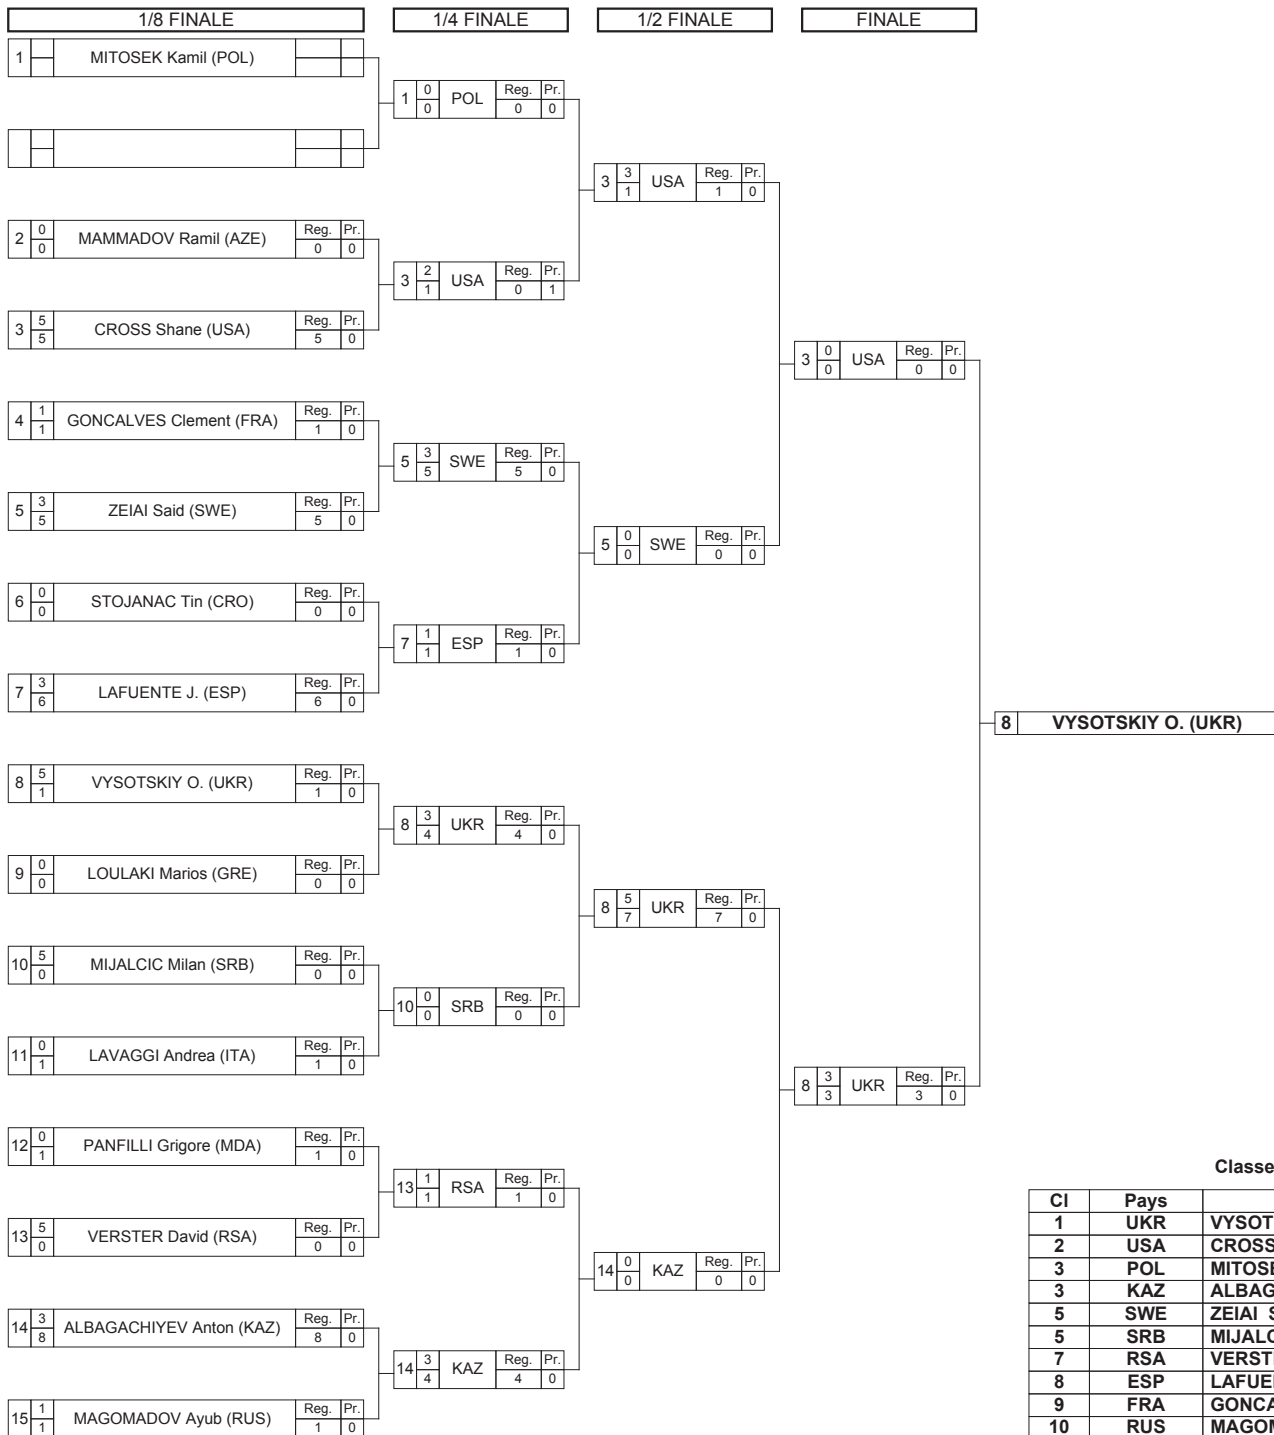 1/8 FINALE 1/4 FINALE 1/2 FINALE FINALE
1 MITOSEK Kamil (POL)
1 0 0 POL Reg. 0 Pr. 0
3 3 1 USA Reg. 1 Pr. 0
2 0 0 MAMMADOV Ramil (AZE) Reg. 0 Pr. 0
3 2 1 USA Reg. 0 Pr. 1
3 5 5 CROSS Shane (USA) Reg. 5 Pr. 0
3 0 0 USA Reg. 0 Pr. 0
4 1 1 GONCALVES Clement (FRA) Reg. 1 Pr. 0
5 3 5 SWE Reg. 5 Pr. 0
5 3 5 ZEIAI Said (SWE) Reg. 5 Pr. 0
5 0 0 SWE Reg. 0 Pr. 0
6 0 0 STOJANAC Tin (CRO) Reg. 0 Pr. 0
7 1 1 ESP Reg. 1 Pr. 0
7 3 6 LAFUENTE J. (ESP) Reg. 6 Pr. 0
8 VYSOTSKIY O. (UKR)
8 5 1 VYSOTSKIY O. (UKR) Reg. 1 Pr. 0
8 3 4 UKR Reg. 4 Pr. 0
9 0 0 LOULAKI Marios (GRE) Reg. 0 Pr. 0
8 5 7 UKR Reg. 7 Pr. 0
10 5 0 MIJALCIC Milan (SRB) Reg. 0 Pr. 0
10 0 0 SRB Reg. 0 Pr. 0
11 0 1 LAVAGGI Andrea (ITA) Reg. 1 Pr. 0
8 3 3 UKR Reg. 3 Pr. 0
12 0 1 PANFILLI Grigore (MDA) Reg. 1 Pr. 0
13 1 1 RSA Reg. 1 Pr. 0
13 5 0 VERSTER David (RSA) Reg. 0 Pr. 0
14 0 0 KAZ Reg. 0 Pr. 0
14 3 8 ALBAGACHIYEV Anton (KAZ) Reg. 8 Pr. 0
14 3 4 KAZ Reg. 4 Pr. 0
15 1 1 MAGOMADOV Ayub (RUS) Reg. 1 Pr. 0
Classe
Cl Pays
1 UKR VYSOT
2 USA CROSS
3 POL MITOSE
3 KAZ ALBAG
5 SWE ZEIAI S
5 SRB MIJALC
7 RSA VERST
8 ESP LAFUE
9 FRA GONCA
10 RUS MAGOM